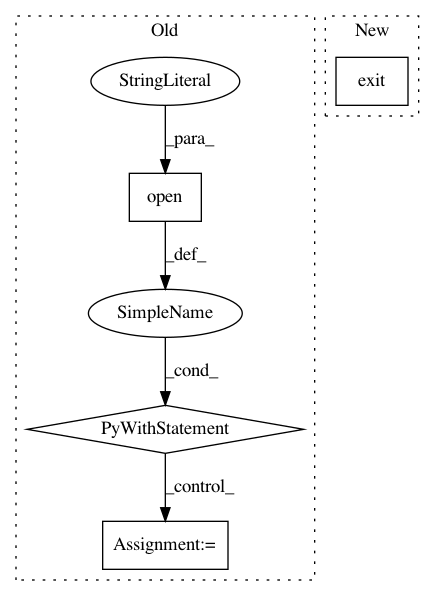 Old
New
StringLiteral
exit
_para_
open
_def_
SimpleName
_cond_
PyWithStatement
_control_
Assignment:=